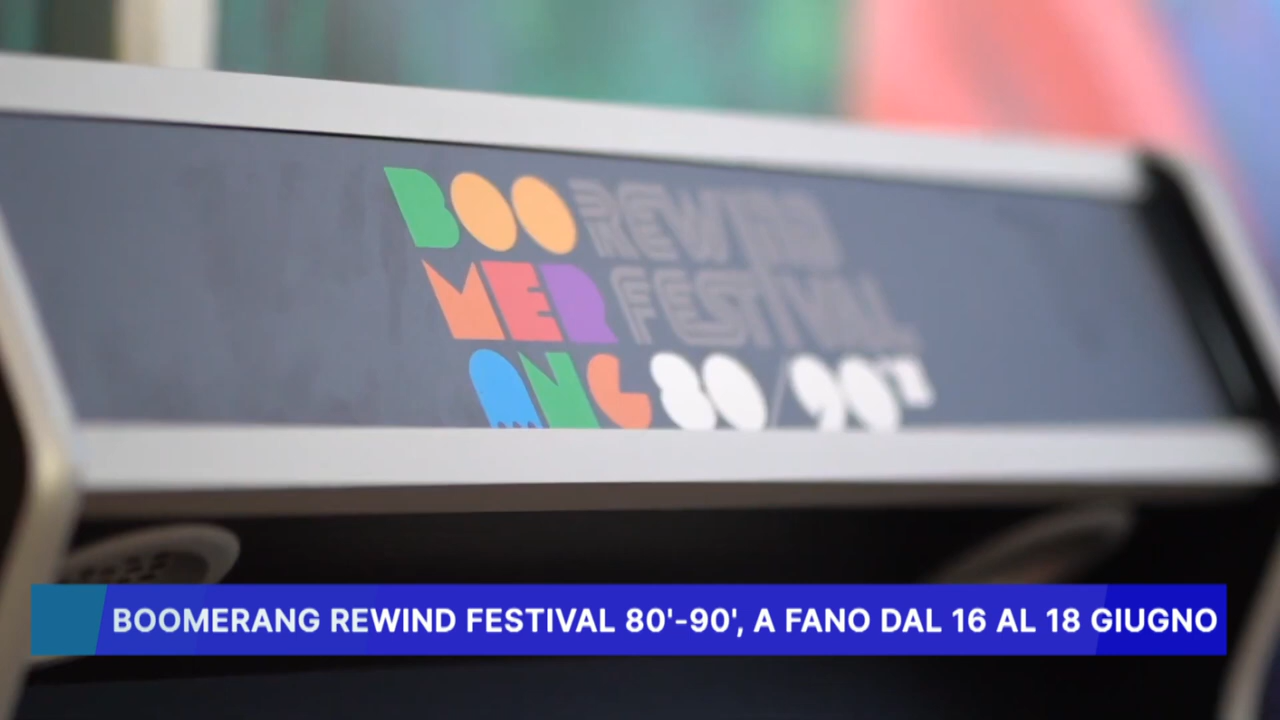 BOO REWIND
MER FESTIVAL
ANG 80/90's
BOOMERANG REWIND FESTIVAL 80'-90', A FANO DAL 16 AL 18 GIUGNO